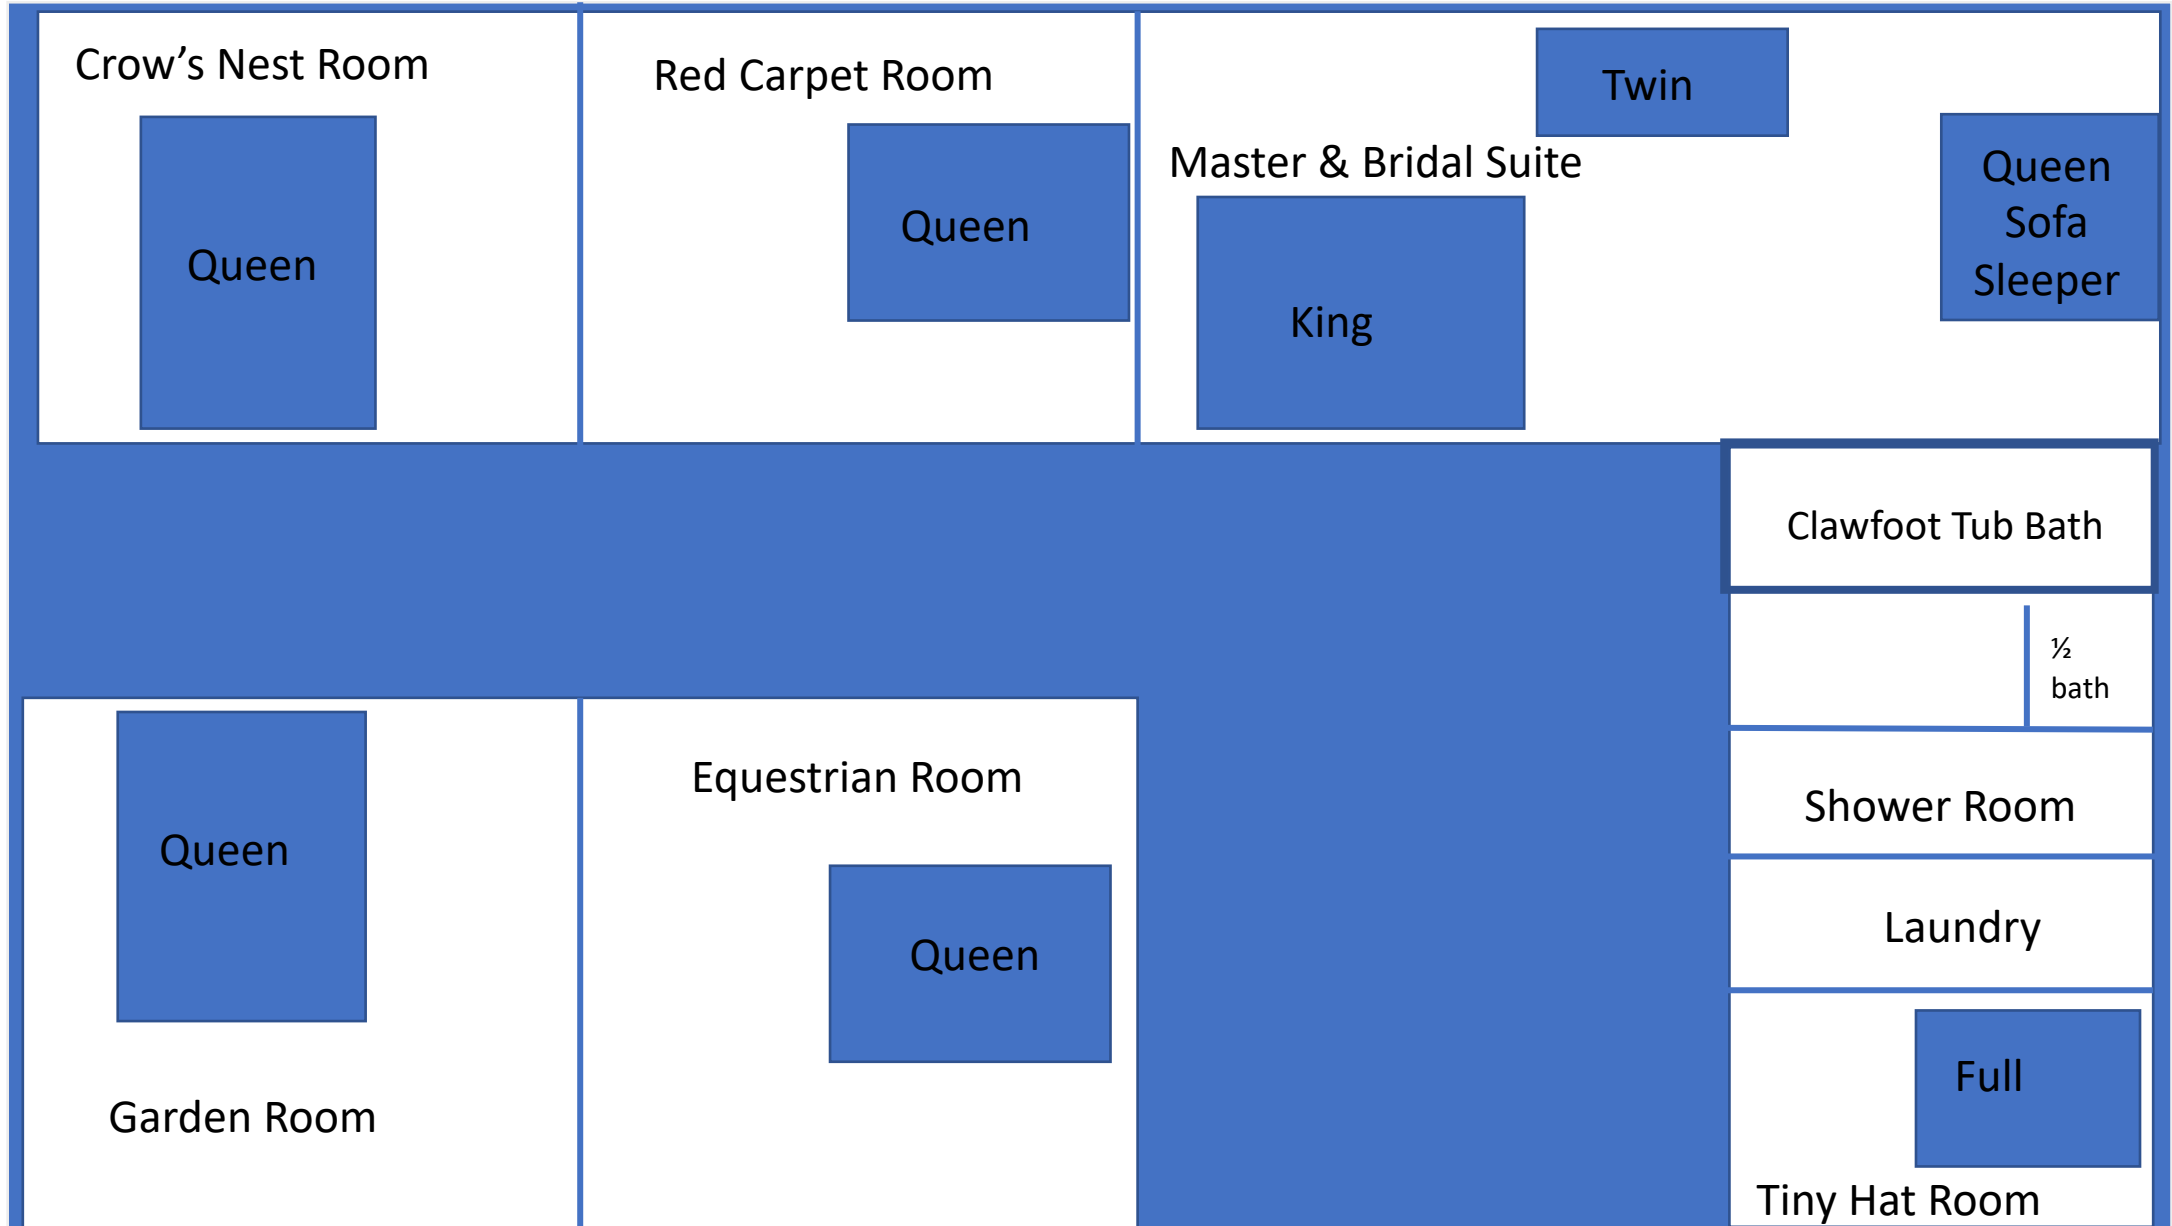 Crow’s Nest Room
Queen
Red Carpet Room
Queen
Master & Bridal Suite
King
Twin
Queen
Sofa
Sleeper
Clawfoot Tub Bath
½
bath
Shower Room
Laundry
Full
Tiny Hat Room
Queen
Garden Room
Equestrian Room
Queen